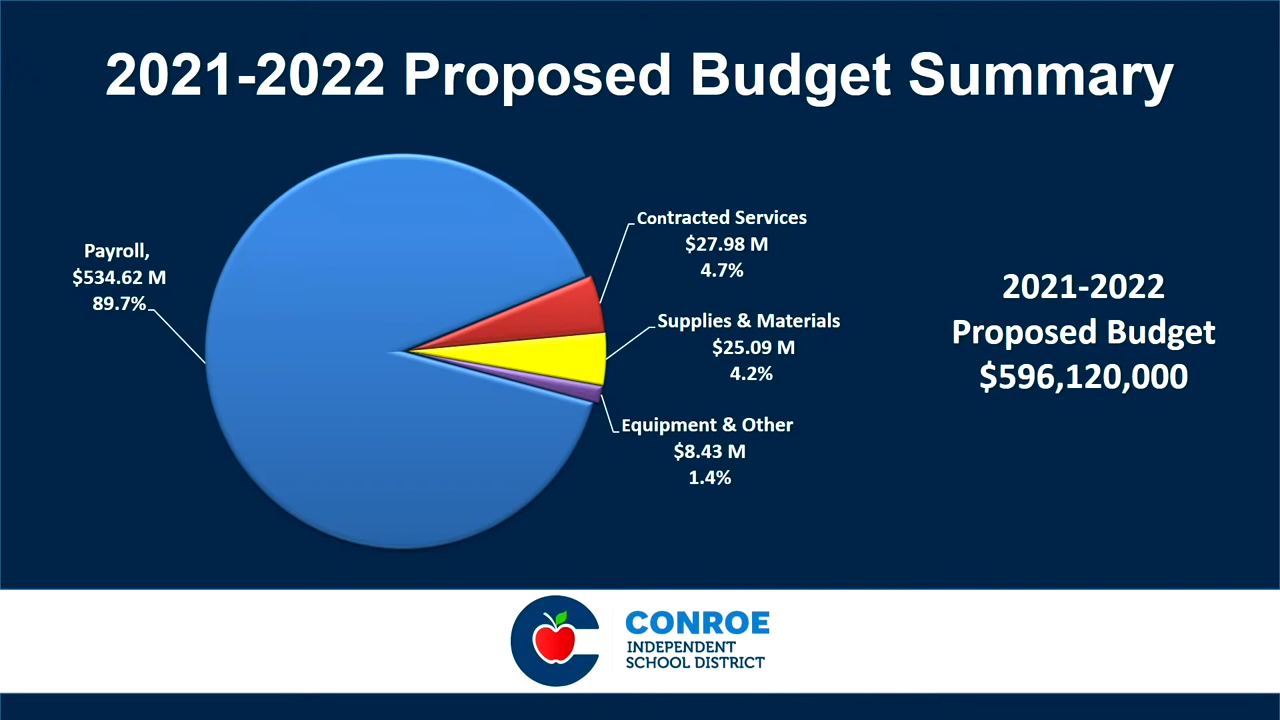 2021-2022 Proposed Budget Summary
Payroll,
$534.62 M
89.7%
Contracted Services
$27.98 M
4.7%
Supplies & Materials
$25.09 M
4.2%
Equipment & Other
$8.43 M
1.4%
2021-2022
Proposed Budget
$596,120,000
CONROE
INDEPENDENT
SCHOOL DISTRICT